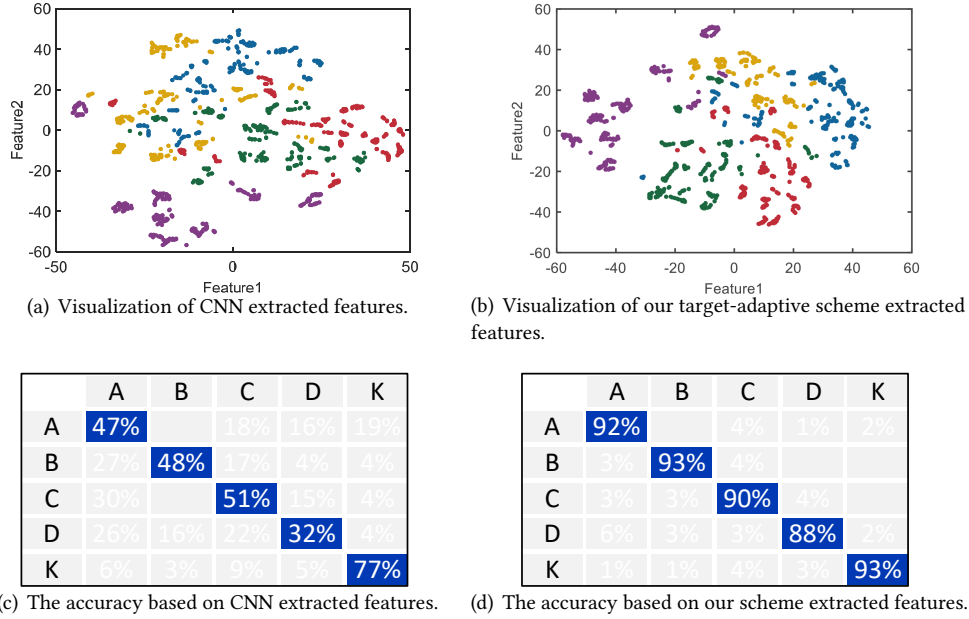 60
40
20
0
-20
-40
-60
Feature2
-50
0
50
Feature1
(a) Visualization of CNN extracted features.
60
40
20
0
-20
-40
-60
Feature2
-60
-40
-20
0
20
40
60
Feature1
(b) Visualization of our target-adaptive scheme extracted
features.
A B C D K
A 47% 18% 16% 19%
B 27% 48% 17% 4% 4%
C 30% 51% 15% 4%
D 26% 16% 22% 32% 4%
K 6% 3% 9% 5% 77%
(c) The accuracy based on CNN extracted features.
A B C D K
A 92% 4% 1% 2%
B 3% 93% 4%
C 3% 3% 90% 4%
D 6% 3% 3% 88% 2%
K 1% 1% 4% 3% 93%
(d) The accuracy based on our scheme extracted features.